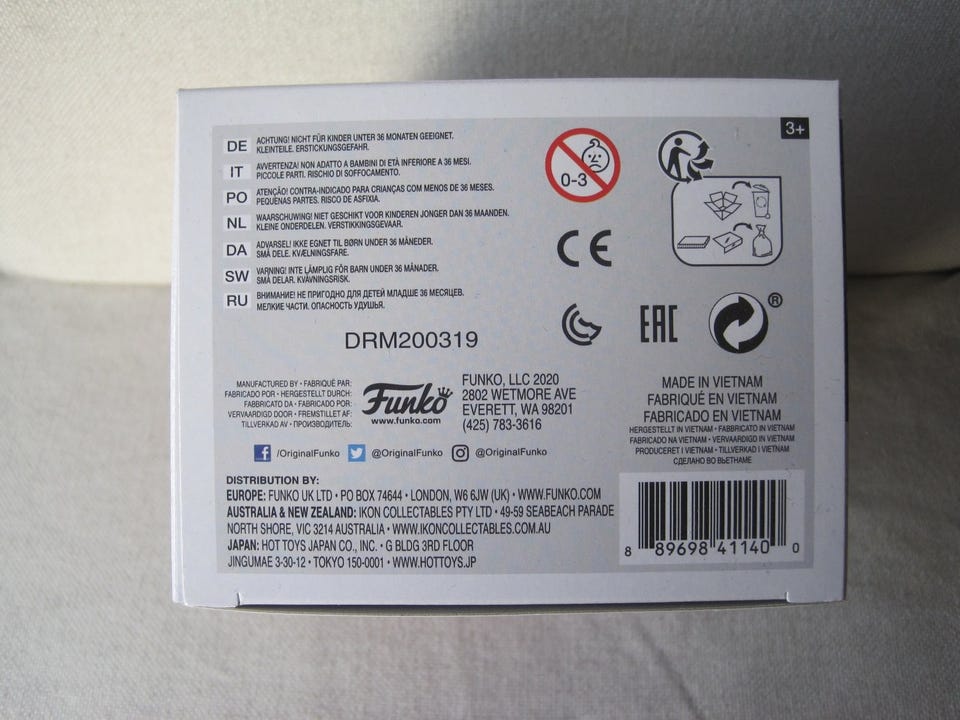 DE ACHTUNG! NICHT FÜR KINDER UNTER 36 MONATEN GEEIGNET.
KLEINTEILE. ERSTICKUNGSGEFAHR.
IT AVVERTENZA! NON ADATTO A BAMBINI DI ETÀ INFERIORE A 36 MESI.
PICCOLE PARTI. RISCHIO DI SOFFOCAMENTO.
PO ATENÇÃO! CONTRA-INDICADO PARA CRIANÇAS COM MENOS DE 36 MESES.
PEQUENAS PARTES. RISCO DE ASFIXIA.
NL WAARSCHUWING! NIET GESCHIKT VOOR KINDEREN JONGER DAN 36 MAANDEN.
KLEINE ONDERDELEN. VERSTIKKINGSGEVAAR.
DA ADVARSEL! IKKE EGNET TIL BØRN UNDER 36 MÅNEDER.
SMÅ DELE. KVÆLNINGSFARE.
SW VARNING! INTE LÄMPLIG FÖR BARN UNDER 36 MÅNADER.
SMÅ DELAR. KVÄVNINGSRISK.
RU ВНИМАНИЕ! НЕ ПРИГОДНО ДЛЯ ДЕТЕЙ МЛАДШЕ 36 МЕСЯЦЕВ.
МЕЛКИЕ ЧАСТИ. ОПАСНОСТЬ УДУШЬЯ.
0-3
3+
CE
EAC
®
DRM200319
MANUFACTURED BY • FABRIQUÉ PAR:
FABRICADO POR • HERGESTELLT DURCH:
FABBRICATO DA • FABRICADO POR:
VERVAARDIGD DOOR • FREMSTILLET AF:
TILLVERKAD AV • ПРОИЗВОДИТЕЛЬ:
Funko
www.funko.com
FUNKO, LLC 2020
2802 WETMORE AVE
EVERETT, WA 98201
(425) 783-3616
/OriginalFunko @OriginalFunko @OriginalFunko
MADE IN VIETNAM
FABRIQUÉ EN VIETNAM
FABRICADO EN VIETNAM
HERGESTELLT IN VIETNAM • FABBRICATO IN VIETNAM
FABRICADO NA VIETNAM • VERVAARDIGD IN VIETNAM
PRODUCERET I VIETNAM • TILLVERKAD I VIETNAM
СДЕЛАНО ВО ВЬЕТНАМЕ
DISTRIBUTION BY:
EUROPE: FUNKO UK LTD • PO BOX 74644 • LONDON, W6 6JW (UK) • WWW.FUNKO.COM
AUSTRALIA & NEW ZEALAND: IKON COLLECTABLES PTY LTD • 49-59 SEABEACH PARADE
NORTH SHORE, VIC 3214 AUSTRALIA • WWW.IKONCOLLECTABLES.COM.AU
JAPAN: HOT TOYS JAPAN CO., INC. • G BLDG 3RD FLOOR
JINGUMAE 3-30-12 • TOKYO 150-0001 • WWW.HOTTOYS.JP
8 89698 41140 0